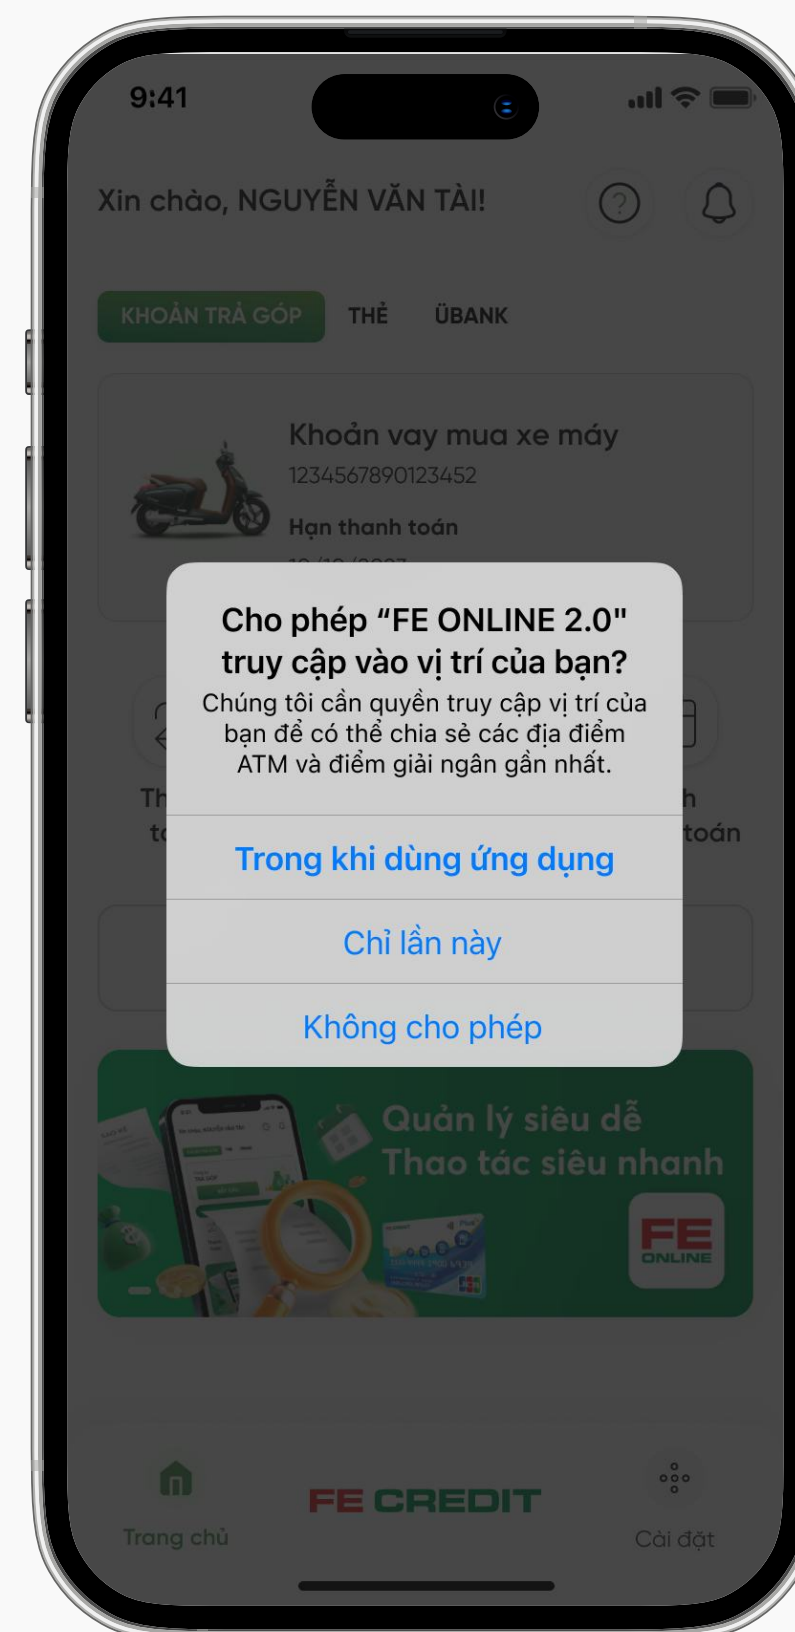 9:41
Xin chào, NGUYỄN VĂN TÀI!
KHOẢN TRẢ GÓP THẺ ÜBANK
Khoản vay mua xe máy
1234567890123452
Hạn thanh toán
Cho phép “FE ONLINE 2.0"
truy cập vào vị trí của bạn?
Chúng tôi cần quyền truy cập vị trí của
bạn để có thể chia sẻ các địa điểm
ATM và điểm giải ngân gần nhất.
toán
Trong khi dùng ứng dụng
Chỉ lần này
Không cho phép
Quản lý siêu dễ
Thao tác siêu nhanh
FE
ONLINE
FE CREDIT
Trang chủ
Cài đặt